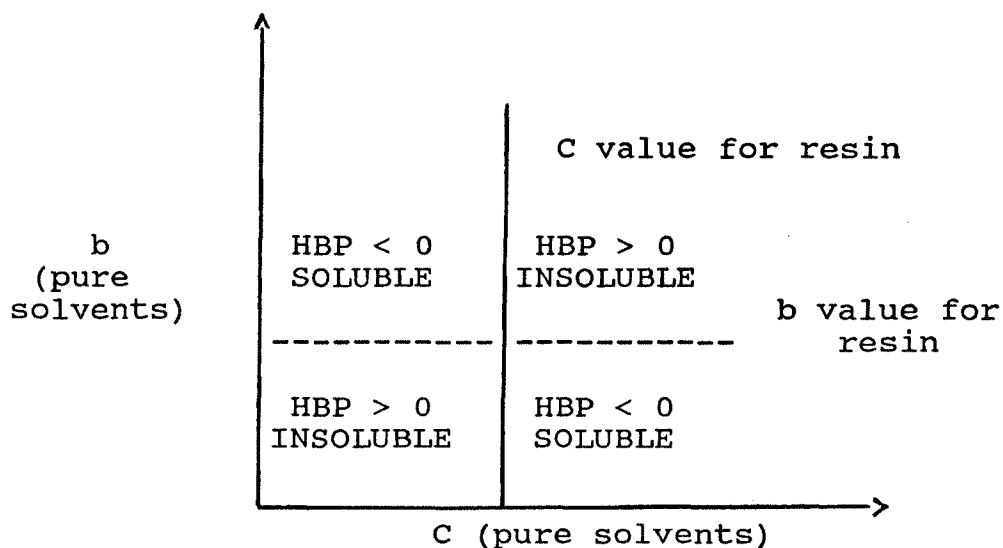 C value for resin
b
(pure
solvents)
HBP < 0
SOLUBLE
HBP > 0
INSOLUBLE
b value for
resin
HBP > 0
INSOLUBLE
HBP < 0
SOLUBLE
C (pure solvents)